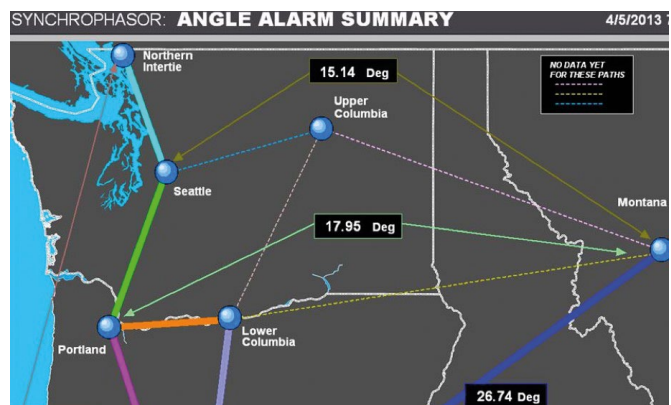 SYNCHROPHASOR: ANGLE ALARM SUMMARY
4/5/2013 7
Northern
Intertie
15.14 Deg
NO DATA YET
FOR THESE PATHS
Upper
Columbia
Seattle
Montana
17.95 Deg
Portland
Lower
Columbia
26.74 Deg